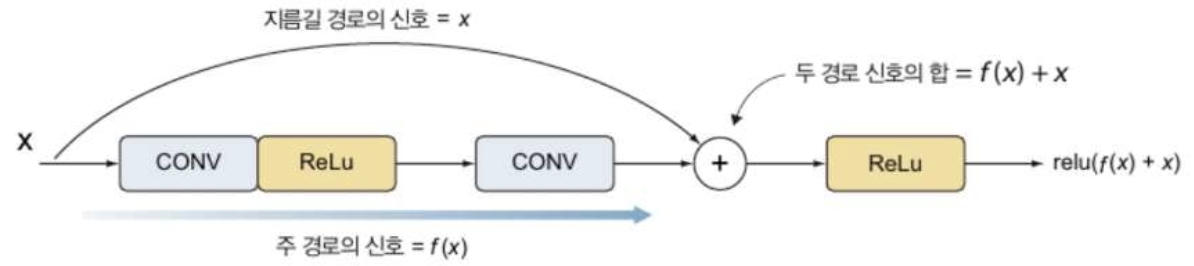 지름길 경로의 신호 = x
두 경로 신호의 합 = f(x) + x
X
CONV
ReLu
CONV
+
ReLu
relu(f(x) + x)
주 경로의 신호 = f(x)